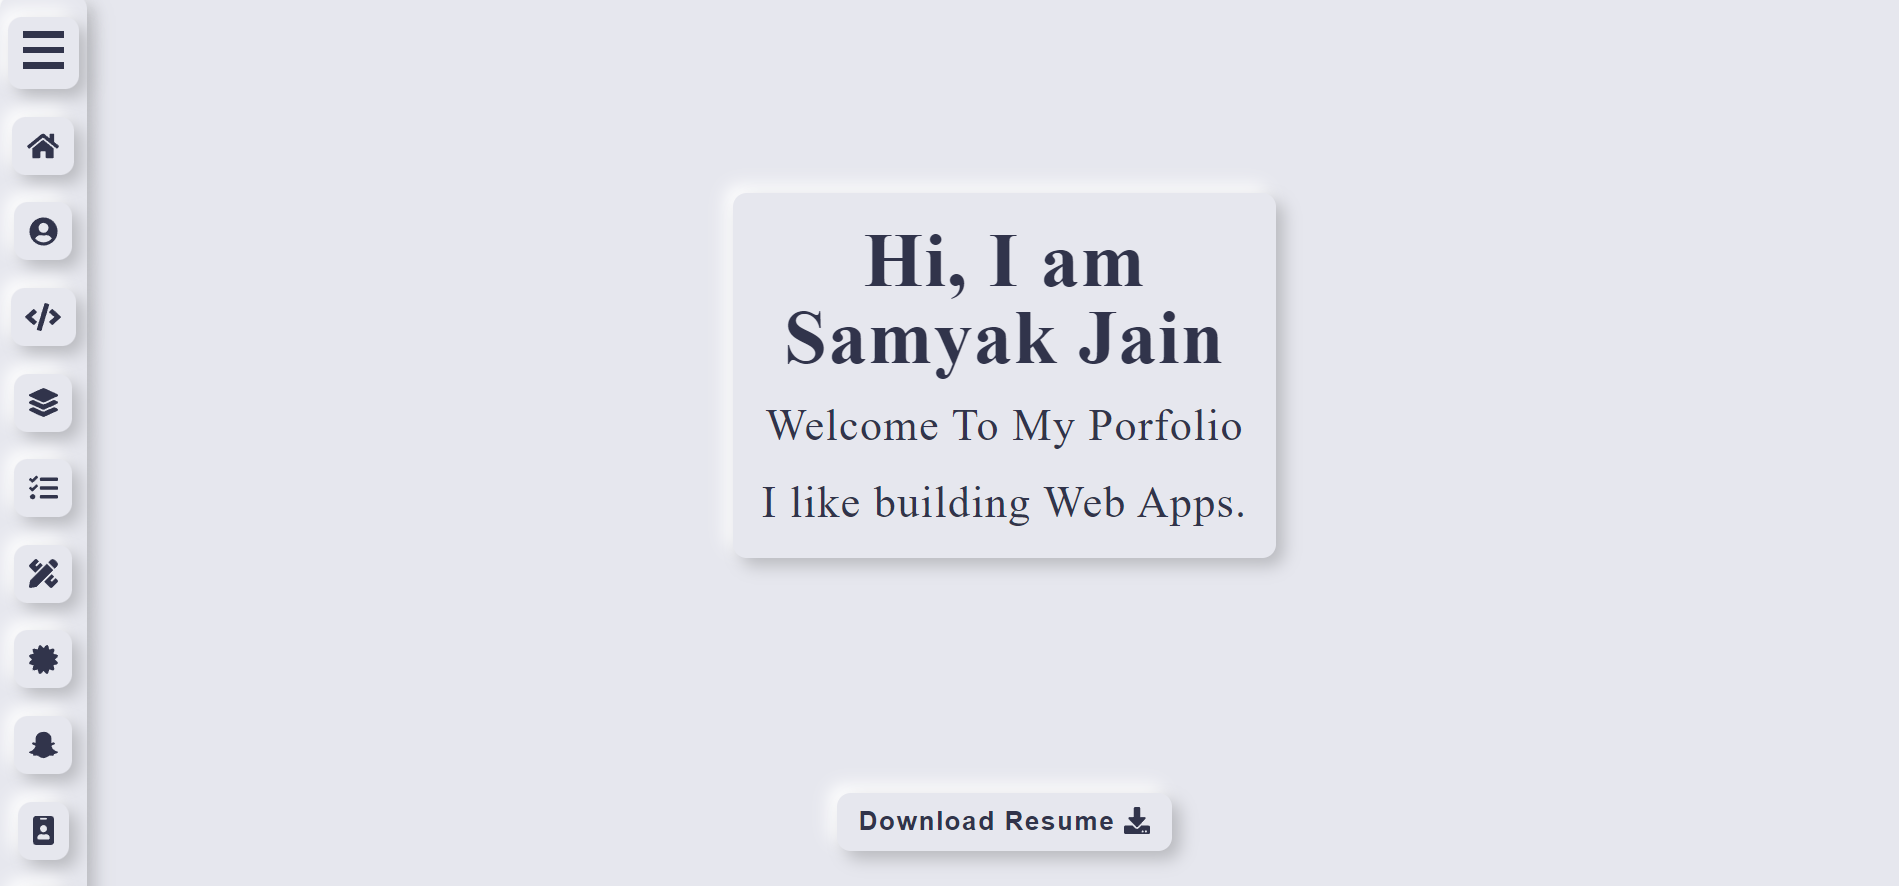 Hi, I am
Samyak Jain
Welcome To My Porfolio
I like building Web Apps.
Download Resume